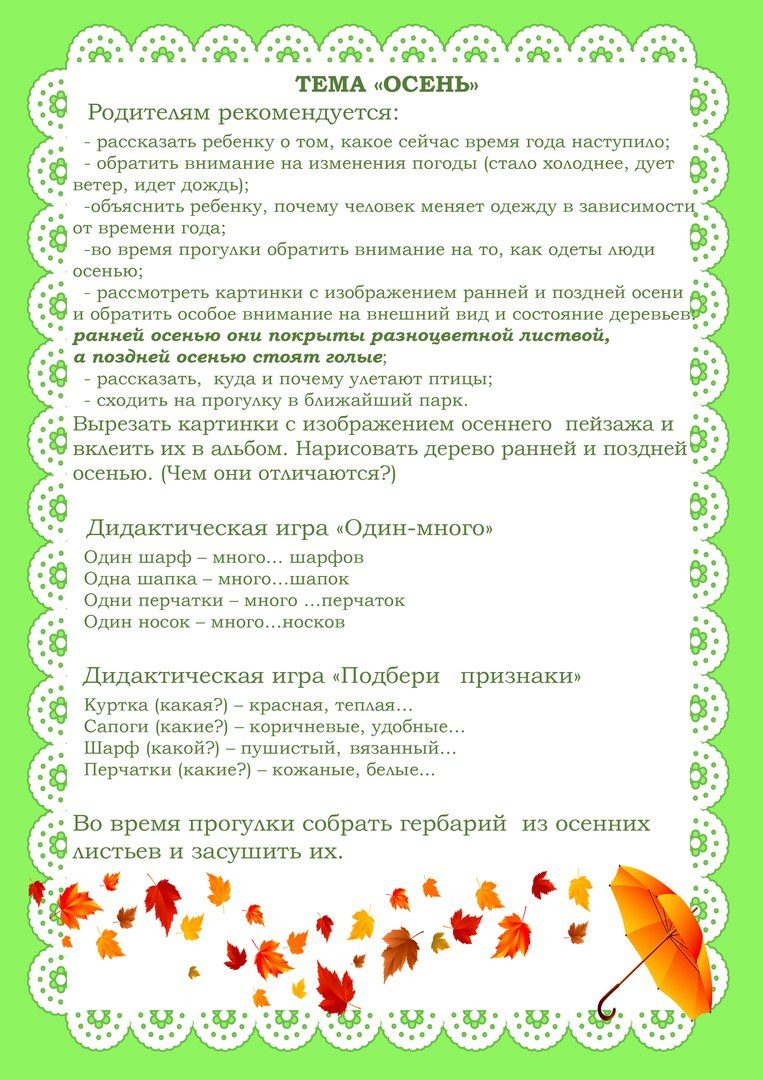 ТЕМА «ОСЕНЬ»
Родителям рекомендуется:
- рассказать ребенку о том, какое сейчас время года наступило;
- обратить внимание на изменения погоды (стало холоднее, дует
ветер, идет дождь);
-объяснить ребенку, почему человек меняет одежду в зависимости
от времени года;
-во время прогулки обратить внимание на то, как одеты люди
осенью;
- рассмотреть картинки с изображением ранней и поздней осени
и обратить особое внимание на внешний вид и состояние деревьев:
ранней осенью они покрыты разноцветной листвой,
а поздней осенью стоят голые;
- рассказать, куда и почему улетают птицы;
- сходить на прогулку в ближайший парк.
Вырезать картинки с изображением осеннего пейзажа и
вклеить их в альбом. Нарисовать дерево ранней и поздней
осенью. (Чем они отличаются?)
Дидактическая игра «Один-много»
Один шарф – много… шарфов
Одна шапка – много…шапок
Одни перчатки – много …перчаток
Один носок – много…носков
Дидактическая игра «Подбери признаки»
Куртка (какая?) – красная, теплая…
Сапоги (какие?) – коричневые, удобные…
Шарф (какой?) – пушистый, вязанный…
Перчатки (какие?) – кожаные, белые…
Во время прогулки собрать гербарий из осенних
листьев и засушить их.